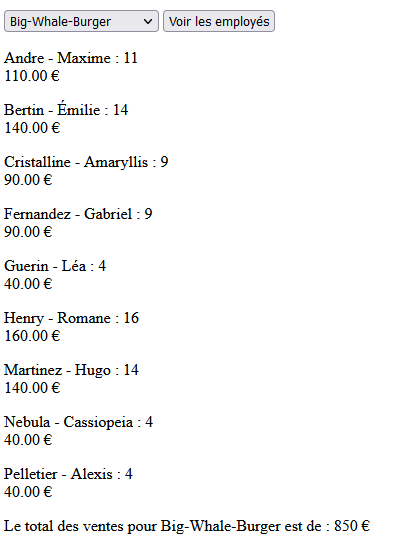 Big-Whale-Burger Voir les employés
Andre - Maxime : 11
110.00 €
Bertin - Émilie : 14
140.00 €
Cristalline - Amaryllis : 9
90.00 €
Fernandez - Gabriel : 9
90.00 €
Guerin - Léa : 4
40.00 €
Henry - Romane : 16
160.00 €
Martinez - Hugo : 14
140.00 €
Nebula - Cassiopeia : 4
40.00 €
Pelletier - Alexis : 4
40.00 €
Le total des ventes pour Big-Whale-Burger est de : 850 €